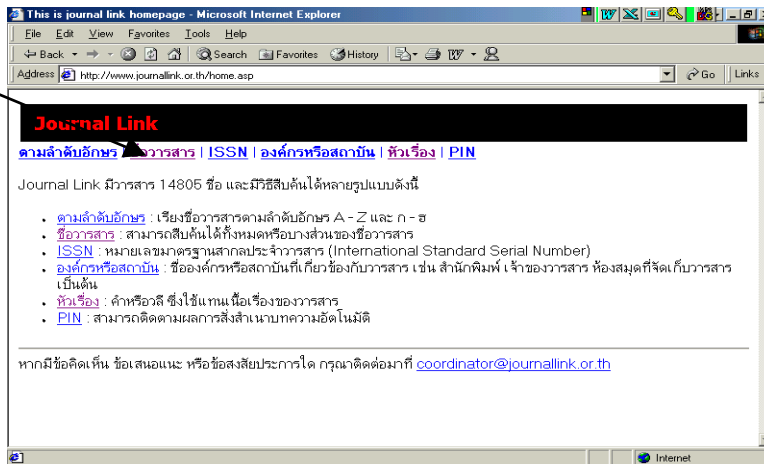 This is journal link homepage - Microsoft Internet Explorer
File Edit View Favorites Tools Help
Back Search Favorites History
Address http://www.journallink.or.th/home.asp Go Links
Journal Link
ตามลำดับอักษร | ชื่อวารสาร | ISSN | องค์กรหรือสถาบัน | หัวเรื่อง | PIN
Journal Link มีวารสาร 14805 ชื่อ และมีวิธีสืบค้นได้หลายรูปแบบดังนี้
ตามลำดับอักษร : เรียงชื่อวารสารตามลำดับอักษร A - Z และ ก - ฮ
ชื่อวารสาร : สามารถสืบค้นได้ทั้งหมดหรือบางส่วนของชื่อวารสาร
ISSN : หมายเลขมาตรฐานสากลประจำวารสาร (International Standard Serial Number)
องค์กรหรือสถาบัน : ชื่อองค์กรหรือสถาบันที่เกี่ยวข้องกับวารสาร เช่น สำนักพิมพ์ เจ้าของวารสาร ห้องสมุดที่จัดเก็บวารสาร
เป็นต้น
หัวเรื่อง : คำหรือวลี ซึ่งใช้แทนเนื้อเรื่องของวารสาร
PIN : สามารถติดตามผลการสั่งสำเนาบทความอัตโนมัติ
หากมีข้อคิดเห็น ข้อเสนอแนะ หรือข้อสงสัยประการใด กรุณาติดต่อมาที่ coordinator@journallink.or.th
Internet